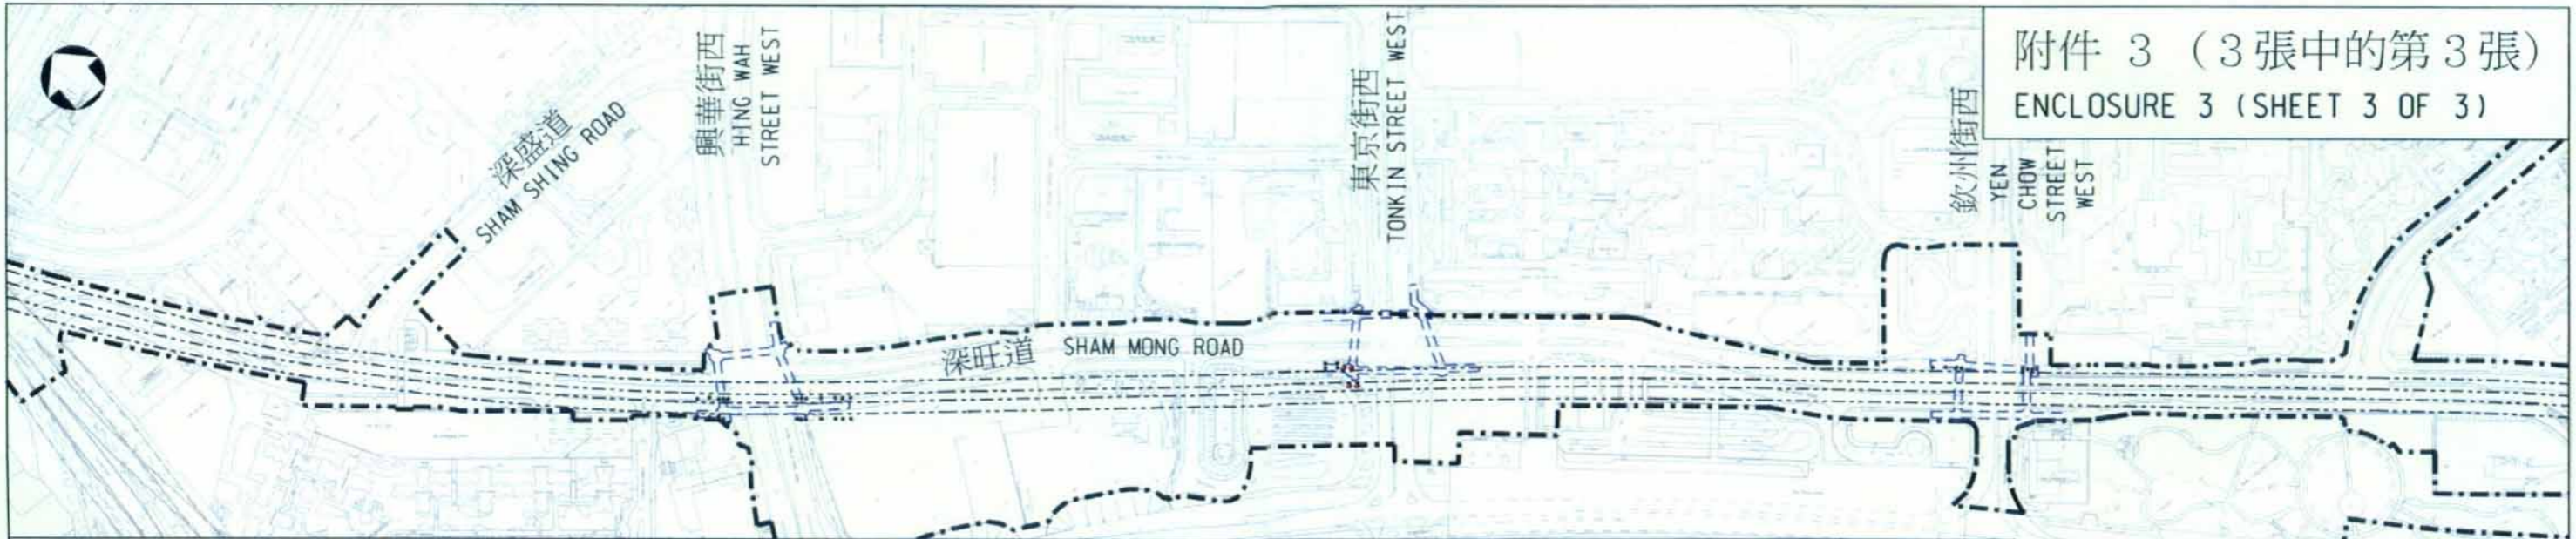 附件 3 (3張中的第3張)
ENCLOSURE 3 (SHEET 3 OF 3)
深盛道
SHAM SHING ROAD
興華街西
HING WAH
STREET WEST
東京街西
TONKIN STREET WEST
欽州街西
YEN
CHOW
STREET
WEST
深旺道 SHAM MONG ROAD